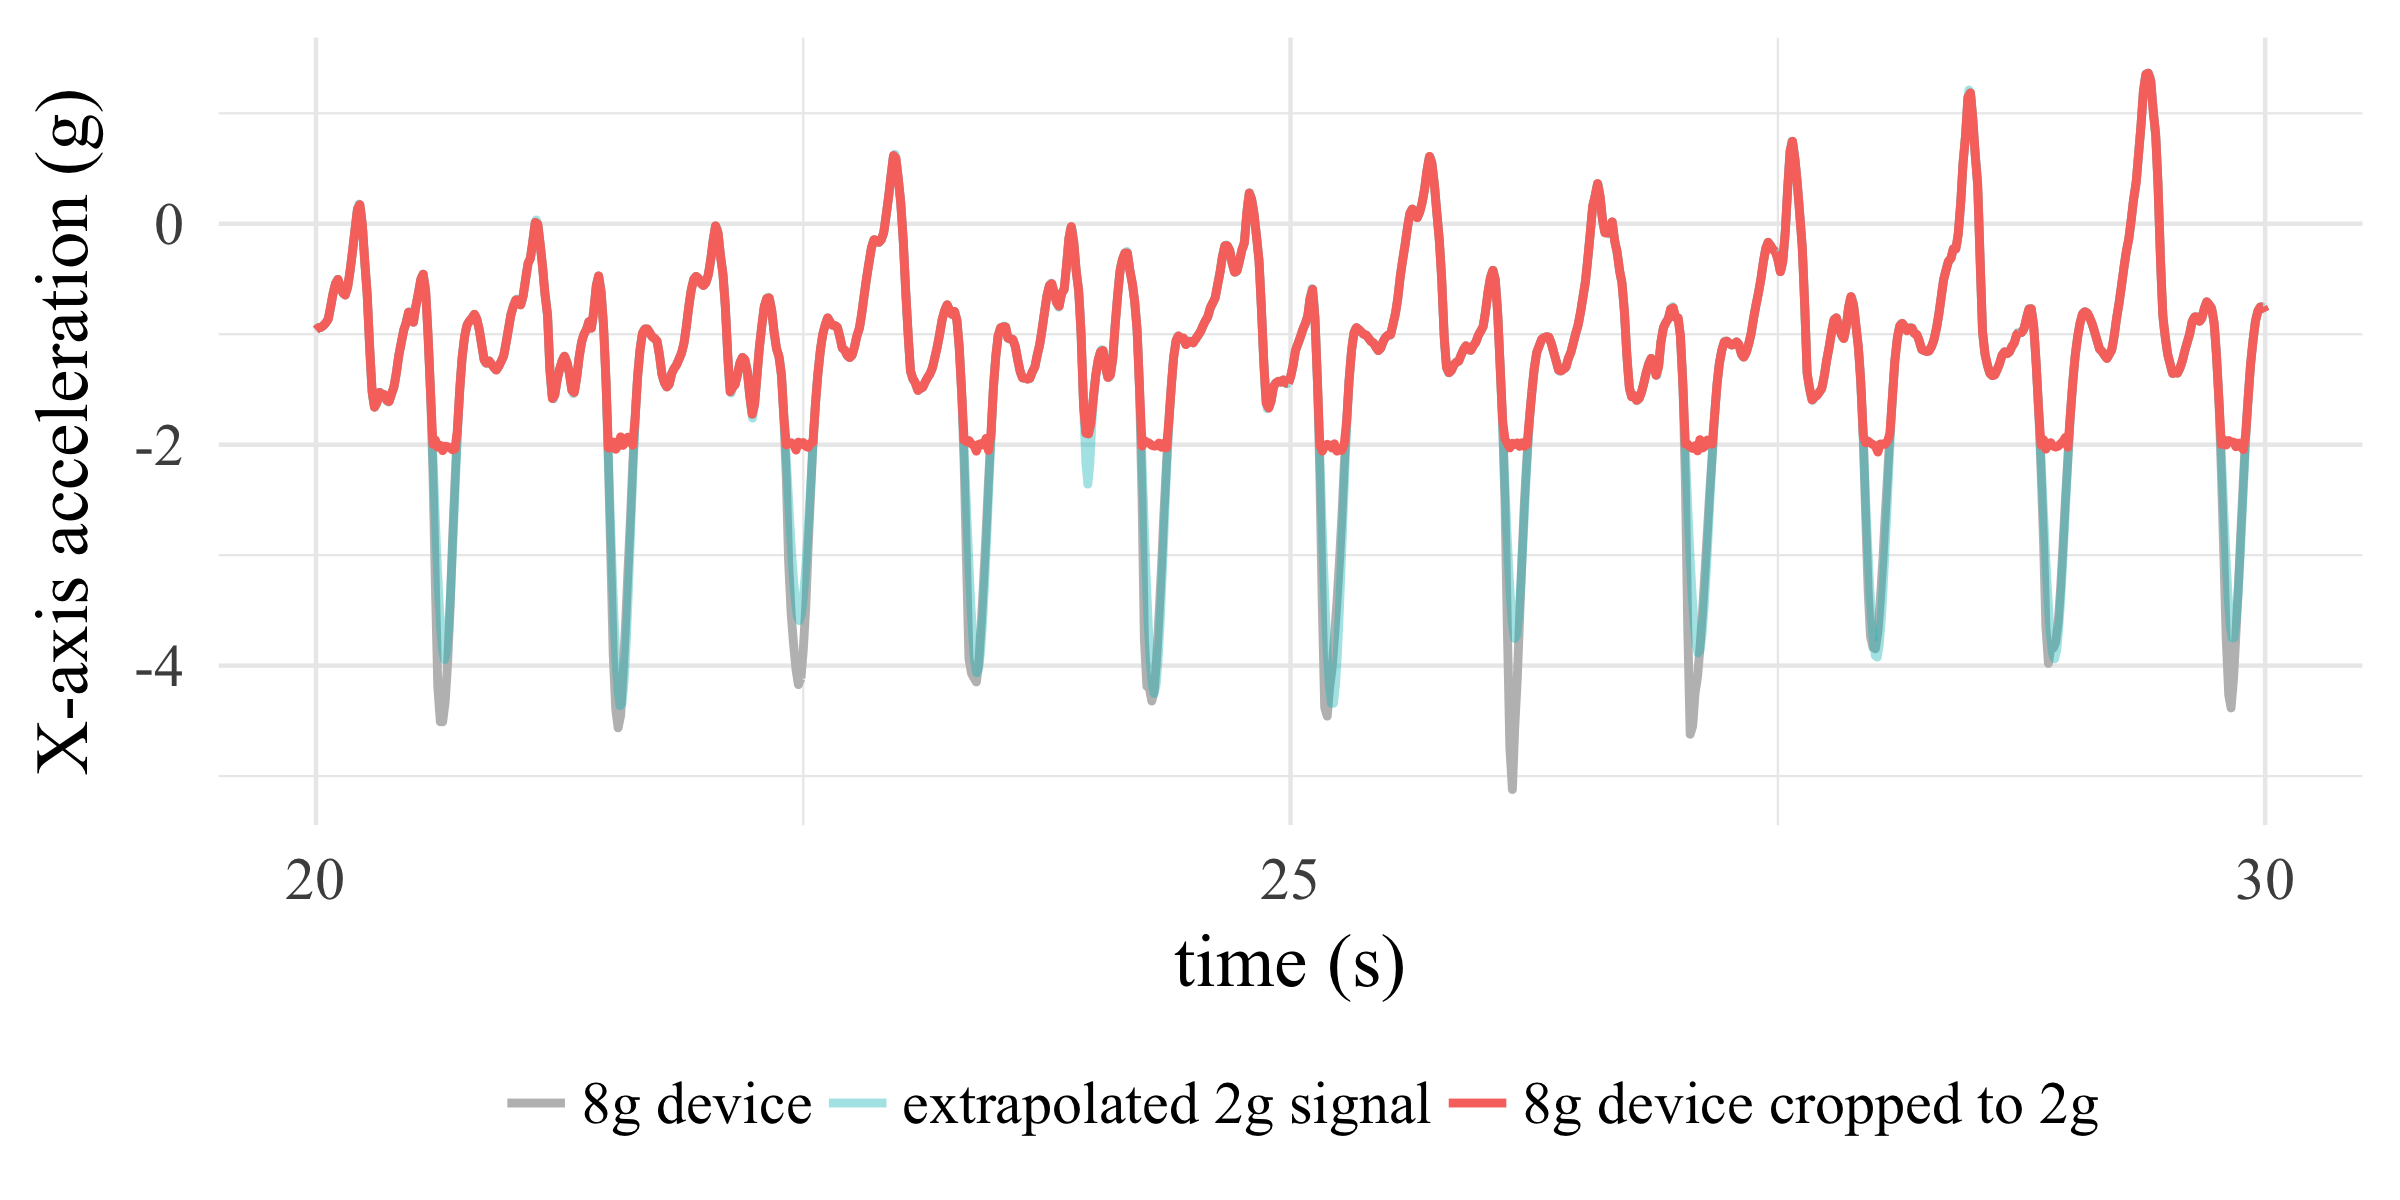 X-axis acceleration (g)
0
-2
-4
20 25 30
time (s)
8g device extrapolated 2g signal 8g device cropped to 2g